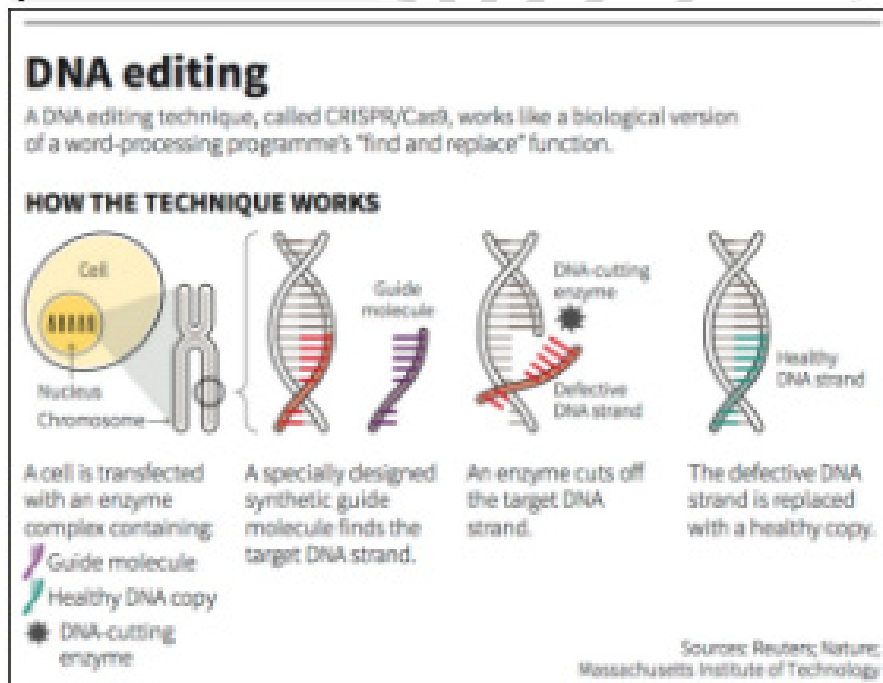 DNA editing
A DNA editing technique, called CRISPR/Cas9, works like a biological version
of a word-processing programme's "find and replace" function.
HOW THE TECHNIQUE WORKS
Cell
Nucleus
Chromosome
Guide
molecule
DNA-cutting
enzyme
Defective
DNA strand
Healthy
DNA strand
A cell is transfected
with an enzyme
complex containing:
Guide molecule
Healthy DNA copy
DNA-cutting
enzyme
A specially designed
synthetic guide
molecule finds the
target DNA strand.
An enzyme cuts off
the target DNA
strand.
The defective DNA
strand is replaced
with a healthy copy.
Sources: Reuters; Nature;
Massachusetts Institute of Technology